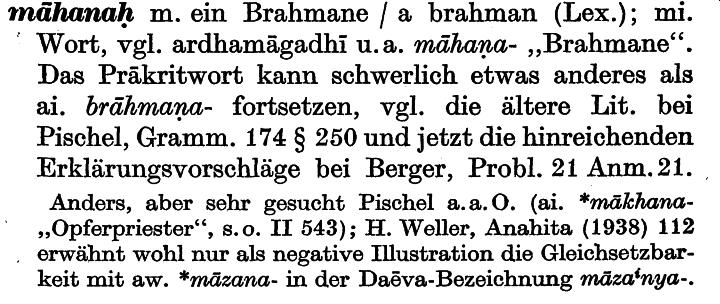 māhanaḥ m. ein Brahmane / a brahman (Lex.); mi.
Wort, vgl. ardhamāgadhī u. a. māhaṇa- „Brahmane“.
Das Prākritwort kann schwerlich etwas anderes als
ai. brāhmaṇa- fortsetzen, vgl. die ältere Lit. bei
Pischel, Gramm. 174 § 250 und jetzt die hinreichenden
Erklärungsvorschläge bei Berger, Probl. 21 Anm. 21.
Anders, aber sehr gesucht Pischel a. a. O. (ai. *mākhana-
„Opferpriester“, s. o. II 543); H. Weller, Anahita (1938) 112
erwähnt wohl nur als negative Illustration die Gleichsetzbar-
keit mit aw. *māzana- in der Daēva-Bezeichnung māzaⁱnya-.